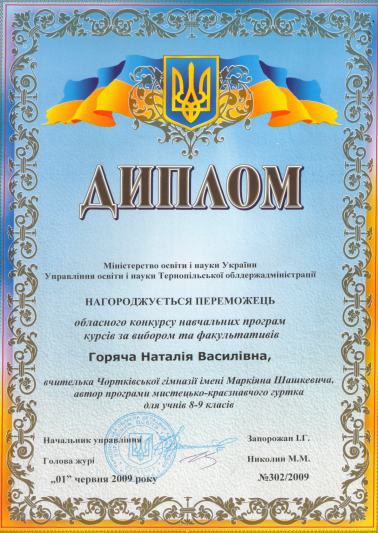 ДИПЛОМ
Міністерство освіти і науки України
Управління освіти і науки Тернопільської облдержадміністрації
НАГОРОДЖУЄТЬСЯ ПЕРЕМОЖЕЦЬ
обласного конкурсу навчальних програм
курсів за вибором та факультативів
Горяча Наталія Василівна,
вчителька Чортківської гімназії імені Маркіяна Шашкевича,
автор програми мистецько-краєзнавчого гуртка
для учнів 8-9 класів
Начальник управління Запорожан І.Г.
Голова журі Николин М.М.
„01” червня 2009 року №302/2009